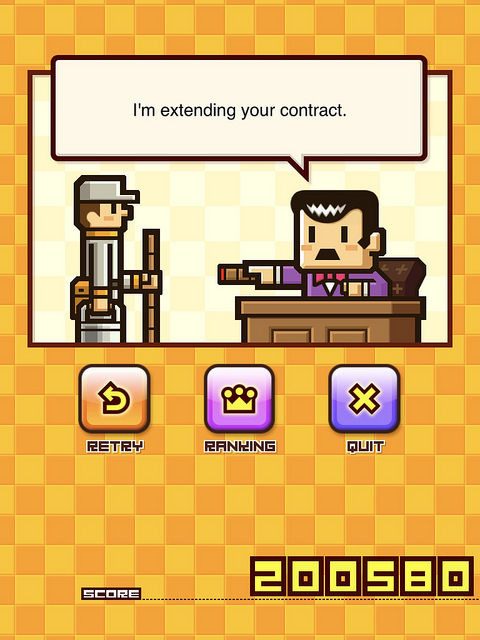 I'm extending your contract.
RETRY
RANKING
QUIT
SCORE
200580